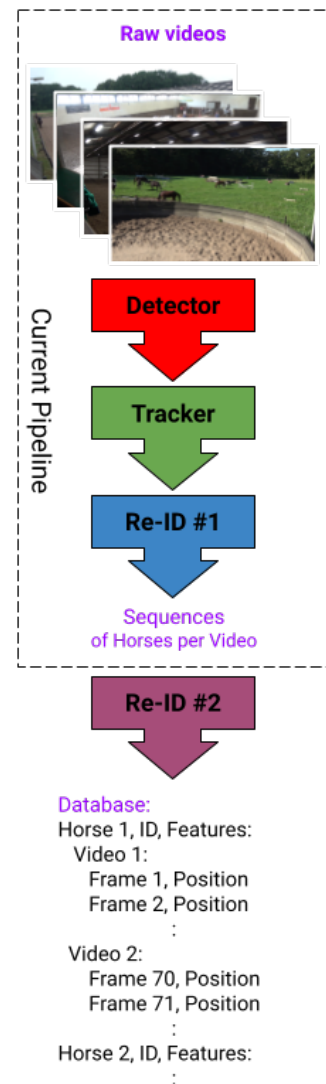 Raw videos
Current Pipeline
Detector
Tracker
Re-ID #1
Sequences
of Horses per Video
Re-ID #2
Database:
Horse 1, ID, Features:
Video 1:
Frame 1, Position
Frame 2, Position
:
Video 2:
Frame 70, Position
Frame 71, Position
:
Horse 2, ID, Features:
: